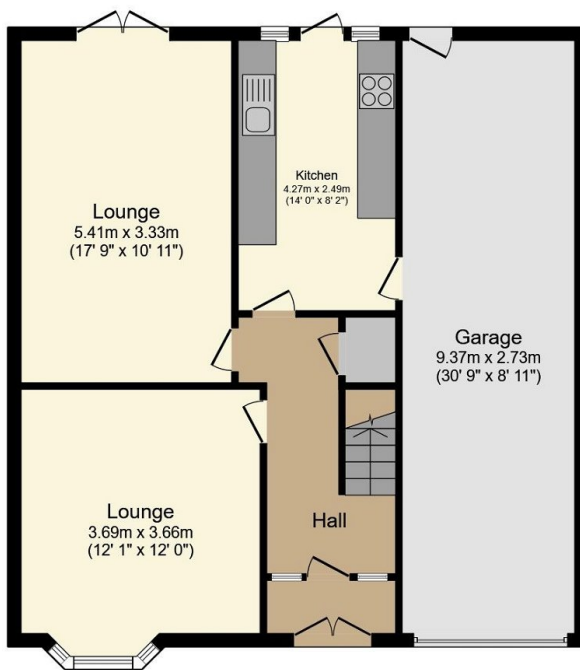 Lounge
5.41m x 3.33m
(17' 9" x 10' 11")
Kitchen
4.27m x 2.49m
(14' 0" x 8' 2")
Garage
9.37m x 2.73m
(30' 9" x 8' 11")
Lounge
3.69m x 3.66m
(12' 1" x 12' 0")
Hall